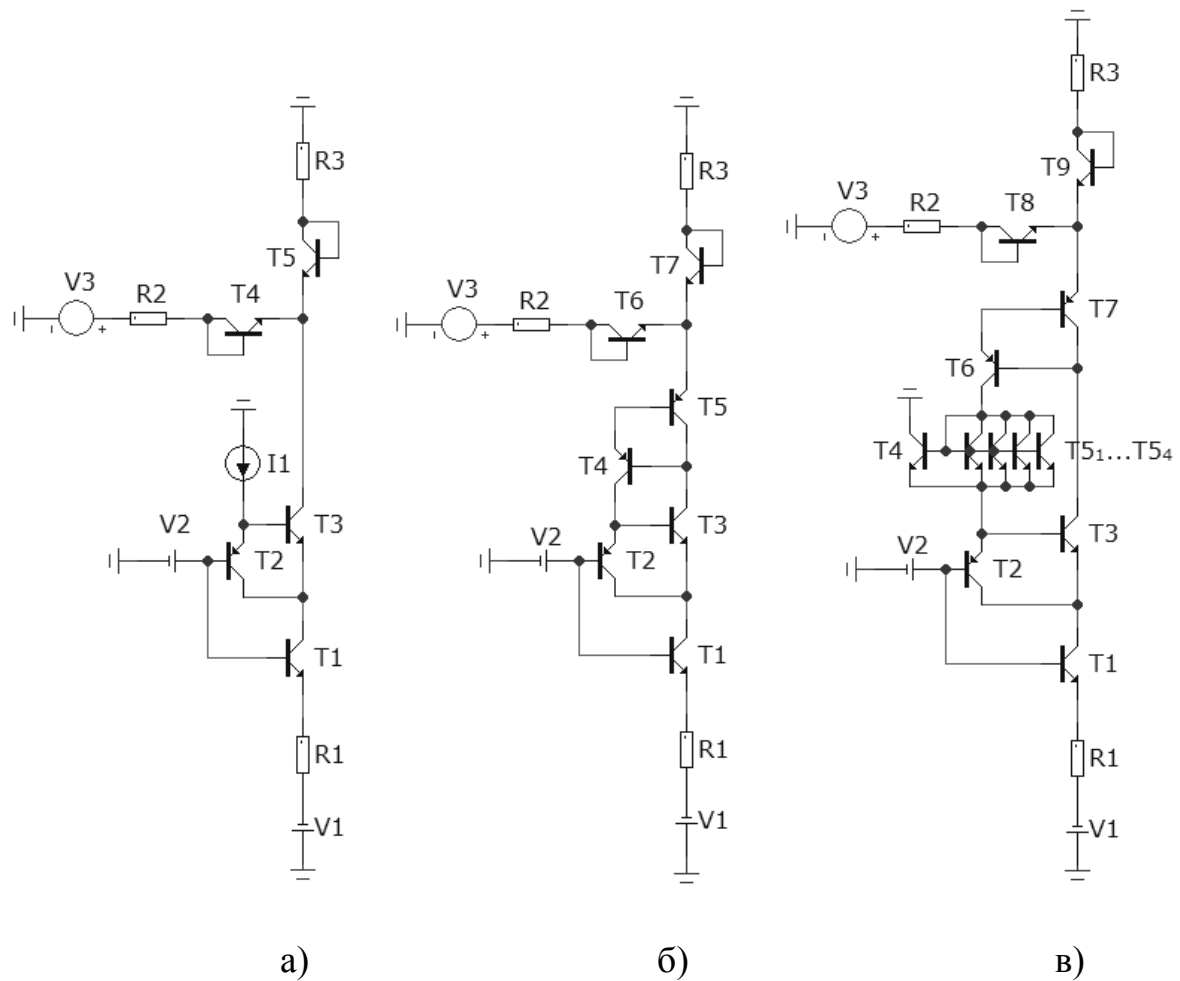 R3
T5
V3
R2
T4
I1
V2
T2
T3
T1
R1
V1
а)
R3
T7
V3
R2
T6
T5
T4
V2
T2
T3
T1
R1
V1
б)
R3
T9
V3
R2
T8
T7
T6
T4
T5₁...T5₄
V2
T2
T3
T1
R1
V1
в)